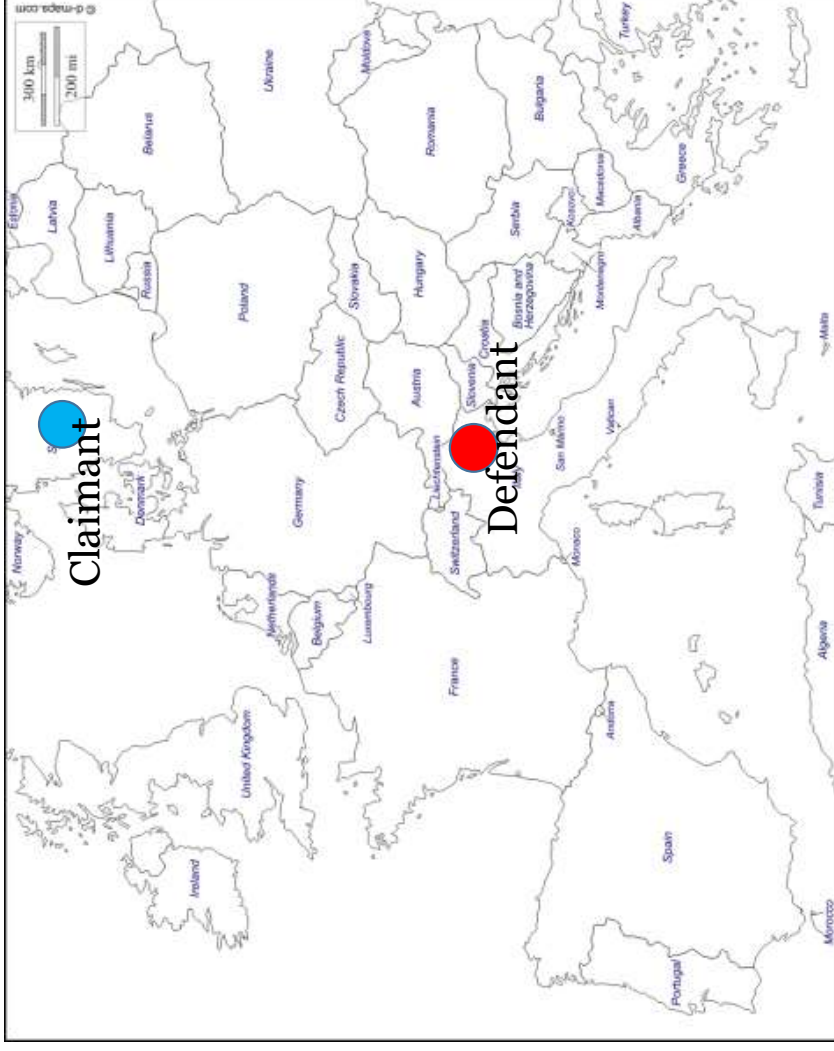 Norway
S
Estonia
Latvia
Lithuania
Russia
Belarus
300 km
200 mi
© d-maps.com
Claimant
Denmark
Ireland
United Kingdom
Netherlands
Belgium
Luxembourg
Germany
Poland
Czech Republic
Slovakia
Ukraine
Moldova
France
Switzerland
Liechtenstein
Austria
Hungary
Romania
Slovenia
Croatia
Defendant
Bosnia and
Herzegovina
Serbia
Bulgaria
Monaco
San Marino
Vatican
Montenegro
Kosovo
Macedonia
Albania
Greece
Turkey
Andorra
Portugal
Spain
Morocco
Algeria
Tunisia
Malta